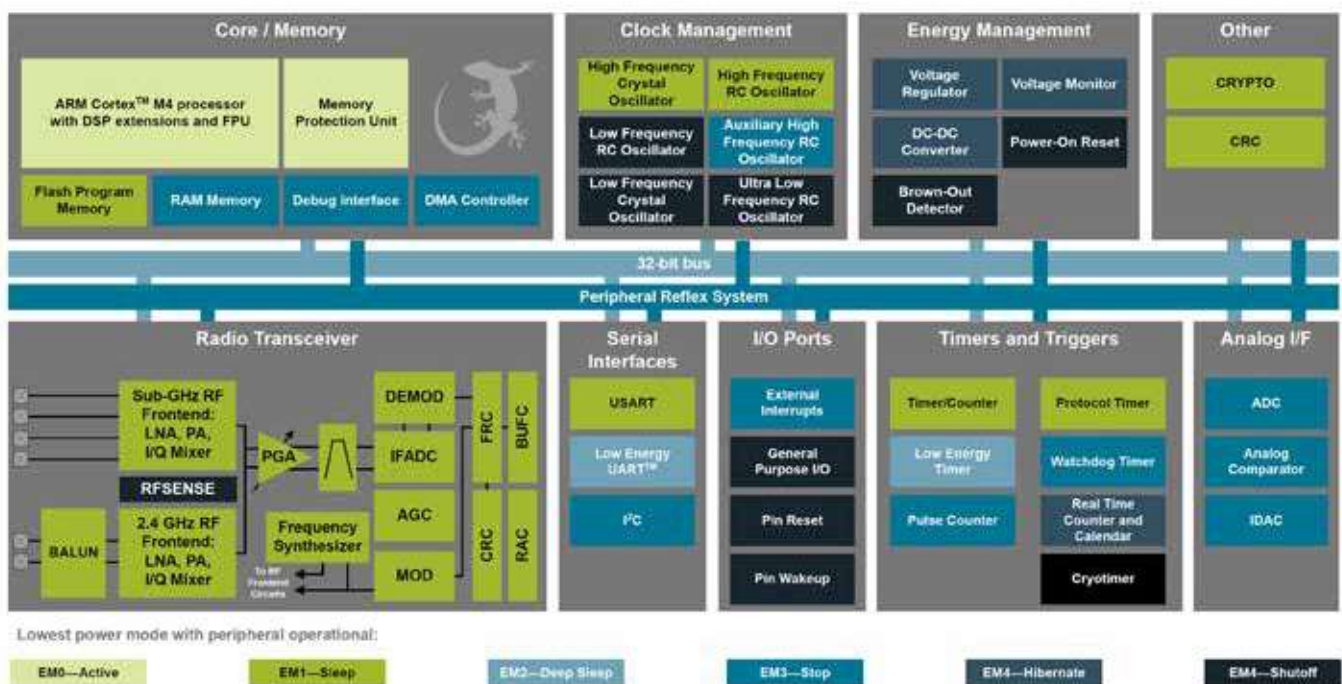 Core / Memory
ARM Cortex™ M4 processor
with DSP extensions and FPU
Memory
Protection Unit
Flash Program
Memory
RAM Memory
Debug Interface
DMA Controller
Clock Management
High Frequency
Crystal
Oscillator
High Frequency
RC Oscillator
Low Frequency
RC Oscillator
Auxiliary High
Frequency RC
Oscillator
Low Frequency
Crystal
Oscillator
Ultra Low
Frequency RC
Oscillator
Energy Management
Voltage
Regulator
Voltage Monitor
DC-DC
Converter
Power-On Reset
Brown-Out
Detector
Other
CRYPTO
CRC
32-bit bus
Peripheral Reflex System
Radio Transceiver
Sub-GHz RF
Frontend:
LNA, PA,
I/Q Mixer
RFSENSE
BALUN
2.4 GHz RF
Frontend:
LNA, PA,
I/Q Mixer
PGA
Frequency
Synthesizer
To RF
Frontend
Circuits
DEMOD
IFADC
AGC
MOD
FRC
BUFC
CRC
RAC
Serial
Interfaces
USART
Low Energy
UART™
I²C
I/O Ports
External
Interrupts
General
Purpose I/O
Pin Reset
Pin Wakeup
Timers and Triggers
Timer/Counter
Protocol Timer
Low Energy
Timer
Watchdog Timer
Pulse Counter
Real Time
Counter and
Calendar
Cryotimer
Analog I/F
ADC
Analog
Comparator
IDAC
Lowest power mode with peripheral operational:
EM0—Active
EM1—Sleep
EM2—Deep Sleep
EM3—Stop
EM4—Hibernate
EM4—Shutoff